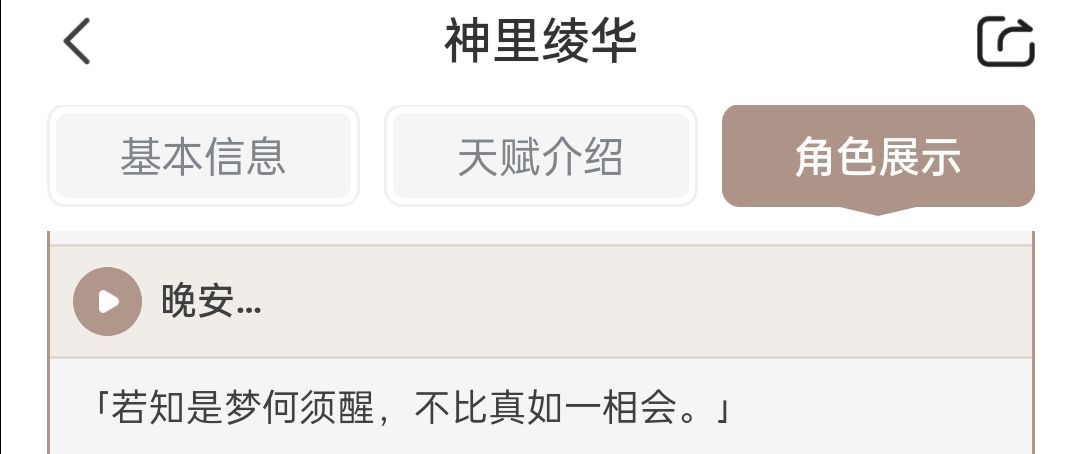 神里绫华
基本信息
天赋介绍
角色展示
晚安...
「若知是梦何须醒，不比真如一相会。」